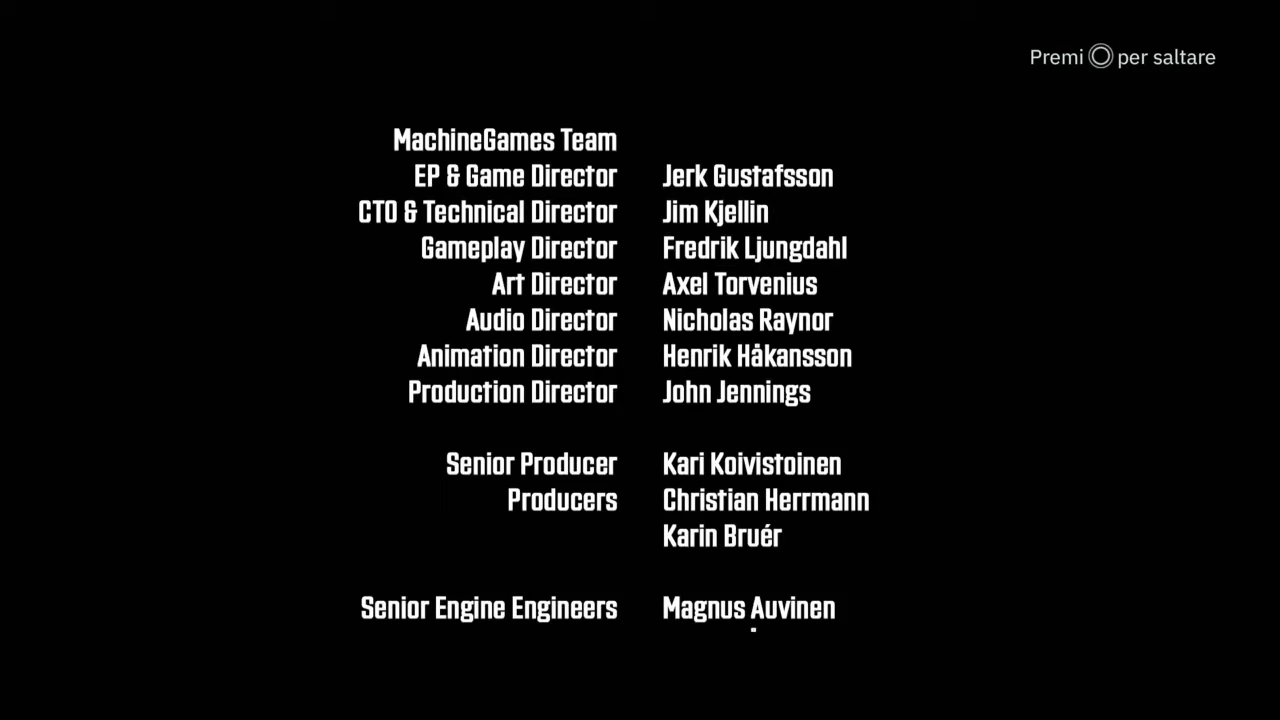 Premi per saltare
MachineGames Team
EP & Game Director Jerk Gustafsson
CTO & Technical Director Jim Kjellin
Gameplay Director Fredrik Ljungdahl
Art Director Axel Torvenius
Audio Director Nicholas Raynor
Animation Director Henrik Håkansson
Production Director John Jennings
Senior Producer Kari Koivistoinen
Producers Christian Herrmann
Karin Bruér
Senior Engine Engineers Magnus Auvinen